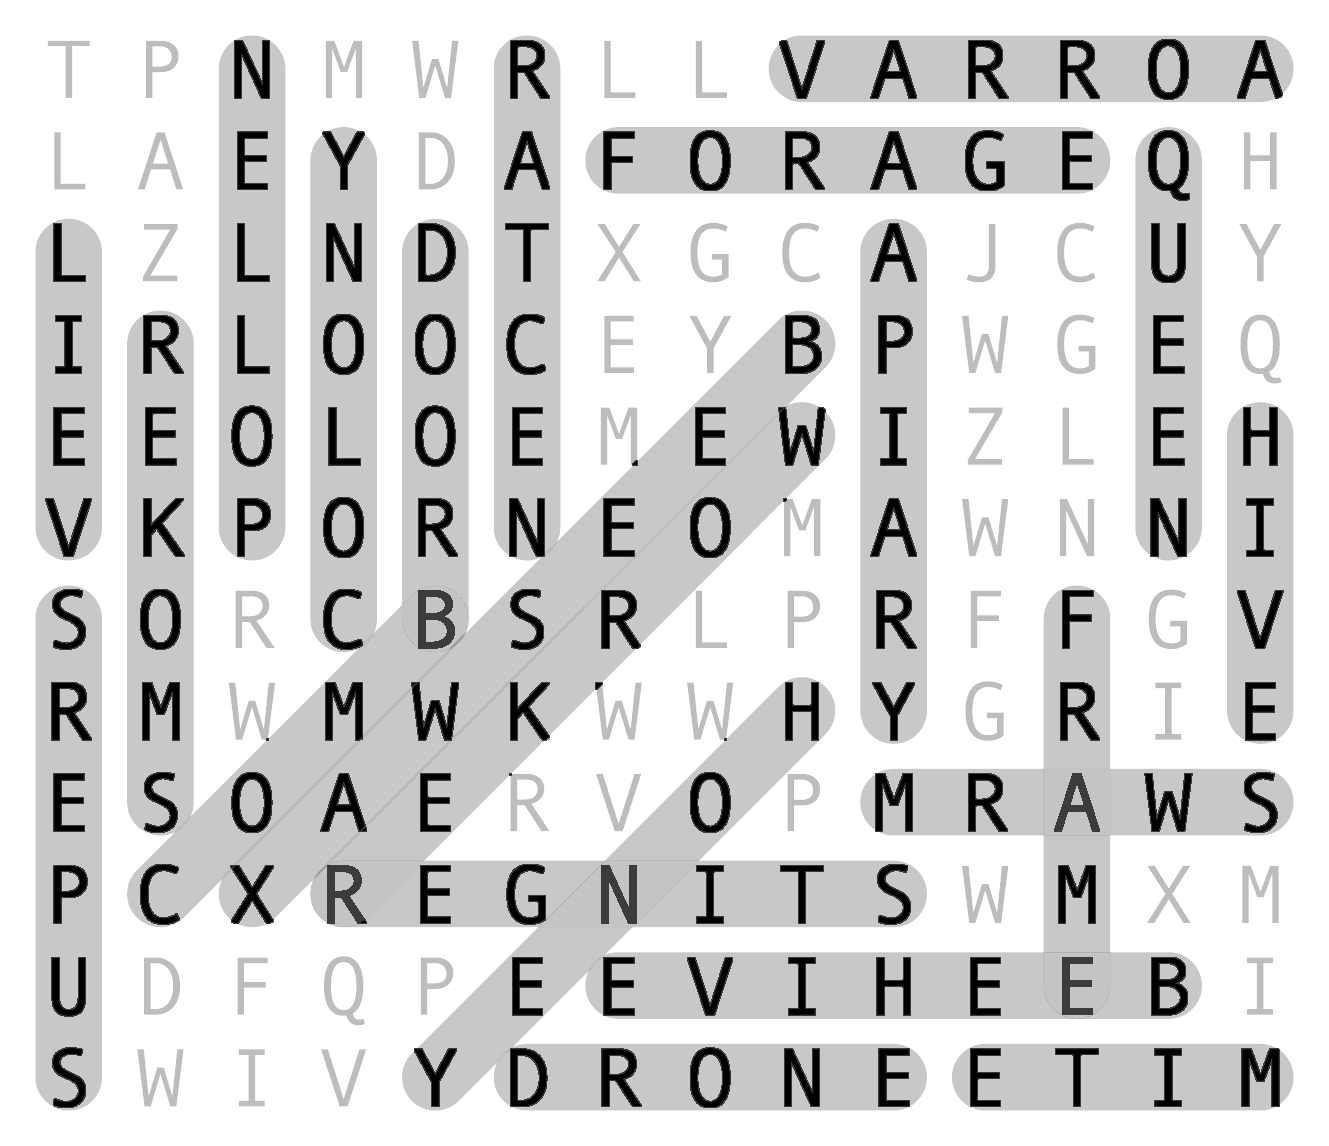 T P N M W R L L V A R R O A
L A E Y D A F O R A G E Q H
L Z L N D T X G C A J C U Y
I R L O O C E Y B P W G E Q
E E O L O E M E W I Z L E H
V K P O R N E O M A W N N I
S O R C B S R L P R F F G V
R M W M W K W W H Y G R I E
E S O A E R V O P M R A W S
P C X R E G N I T S W M X M
U D F Q P E E V I H E E B I
S W I V Y D R O N E E T I M